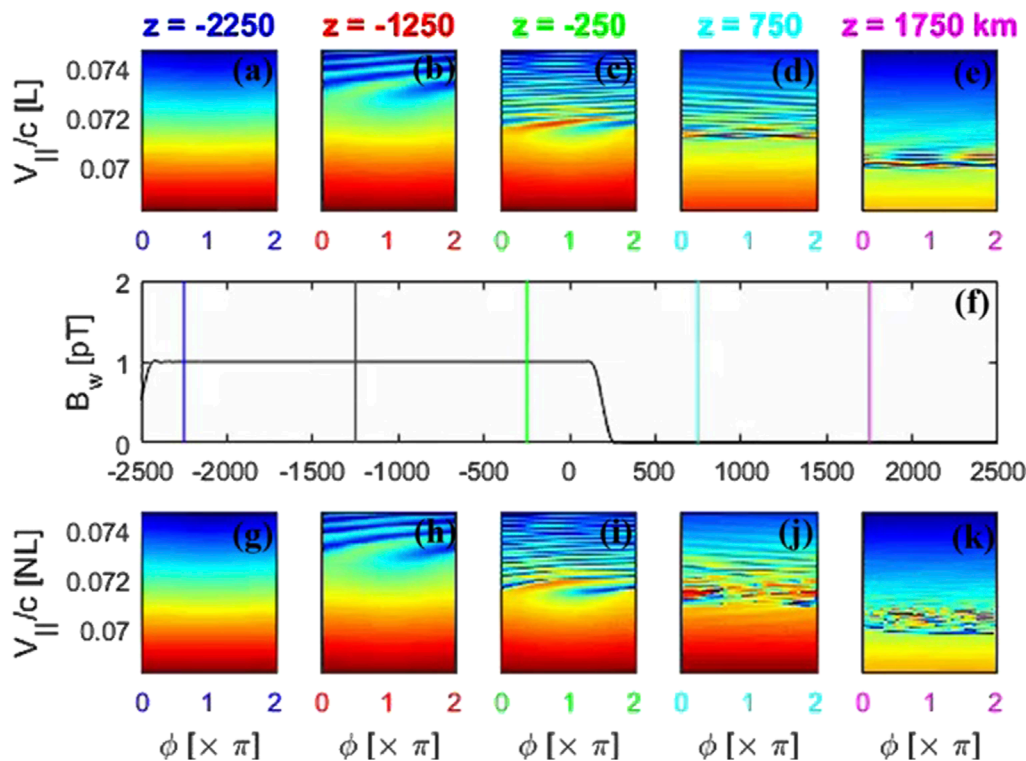 z = -2250 z = -1250 z = -250 z = 750 z = 1750 km
(a) (b) (c) (d) (e)
V||/c [L]
0.074
0.072
0.07
0 1 2 0 1 2 0 1 2 0 1 2 0 1 2
(f)
B_w [pT]
2
1
0
-2500 -2000 -1500 -1000 -500 0 500 1000 1500 2000 2500
(g) (h) (i) (j) (k)
V||/c [NL]
0.074
0.072
0.07
0 1 2 0 1 2 0 1 2 0 1 2 0 1 2
ϕ [× π] ϕ [× π] ϕ [× π] ϕ [× π] ϕ [× π]